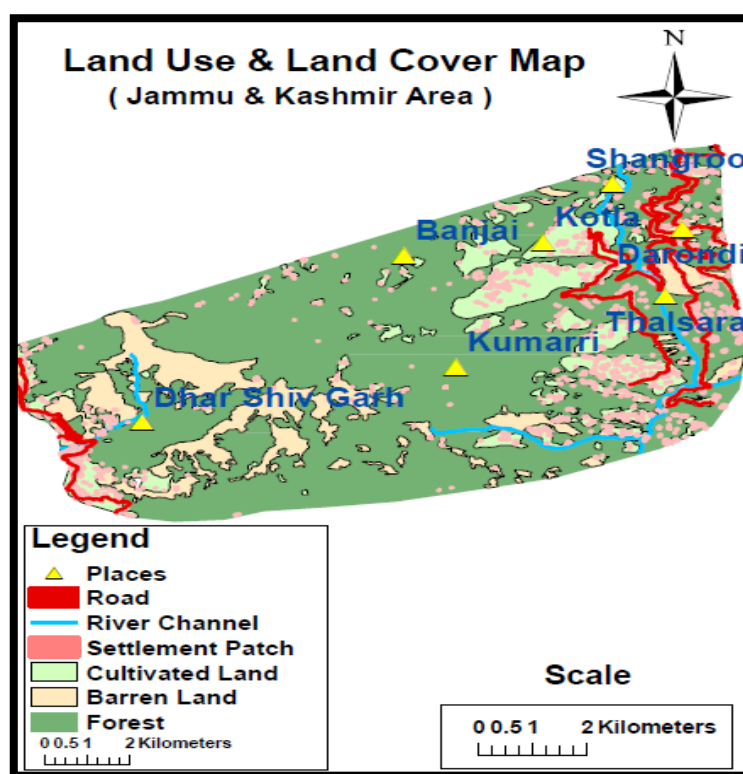 Land Use & Land Cover Map
( Jammu & Kashmir Area )
N
Shangroo
Kotla
Banjai
Darondi
Thalsara
Kumarri
Dhar Shiv Garh
Legend
Places
Road
River Channel
Settlement Patch
Cultivated Land
Barren Land
Forest
0 0.5 1 2 Kilometers
Scale
0 0.5 1 2 Kilometers